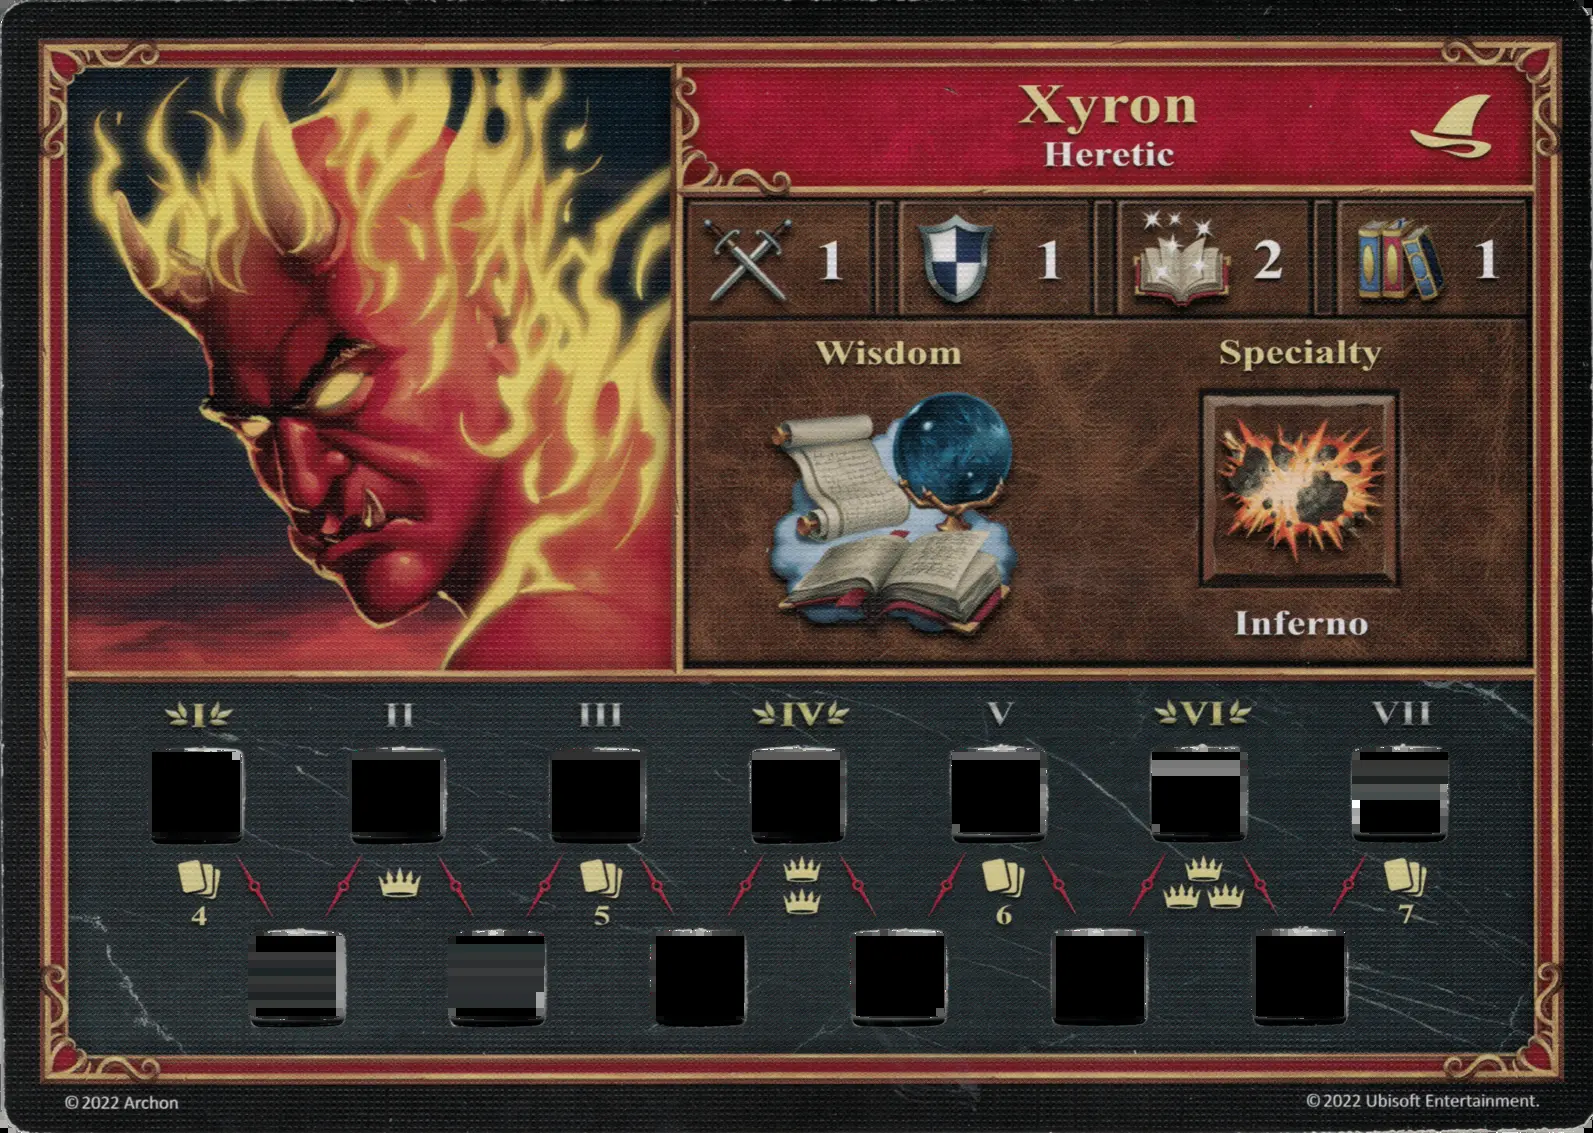 Xyron
Heretic
1 1 2 1
Wisdom Specialty
Inferno
I II III IV V VI VII
4 5 6 7
©2022 Archon ©2022 Ubisoft Entertainment.